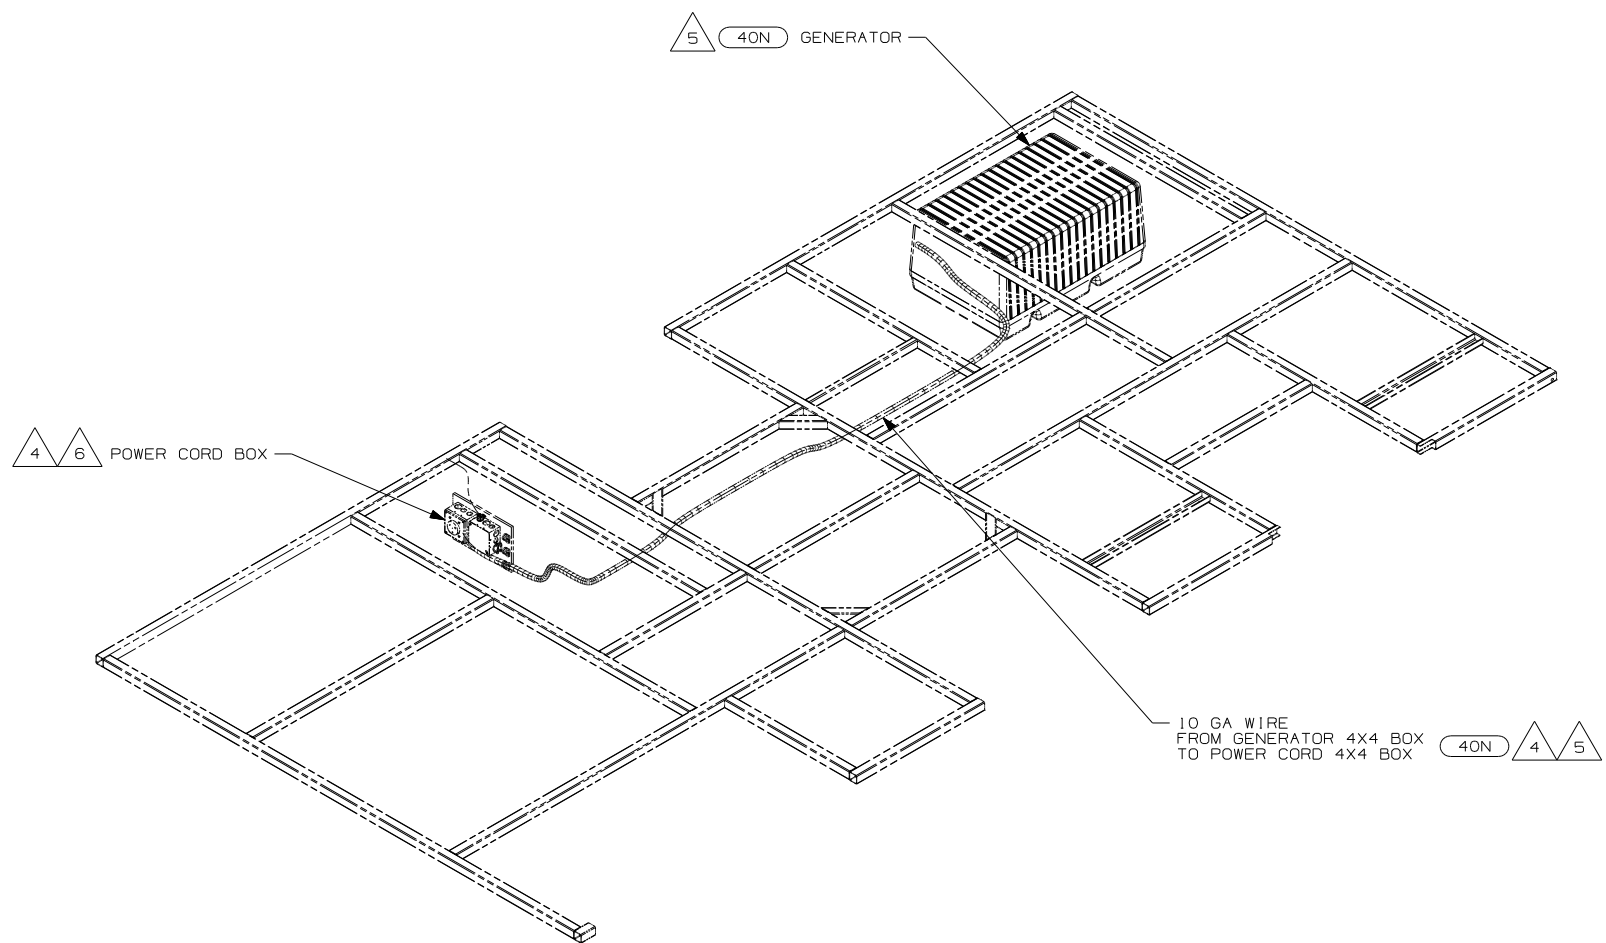 5 40N GENERATOR
4 6 POWER CORD BOX
10 GA WIRE
FROM GENERATOR 4X4 BOX
TO POWER CORD 4X4 BOX
40N 4 5